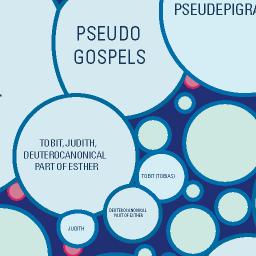 PSEUDEPIGRA
PSEUDO
GOSPELS
TOBIT, JUDITH,
DEUTEROCANONICAL
PART OF ESTHER
TOBIT (TOBIAS)
DEUTEROCANONICAL
PART OF ESTHER
JUDITH